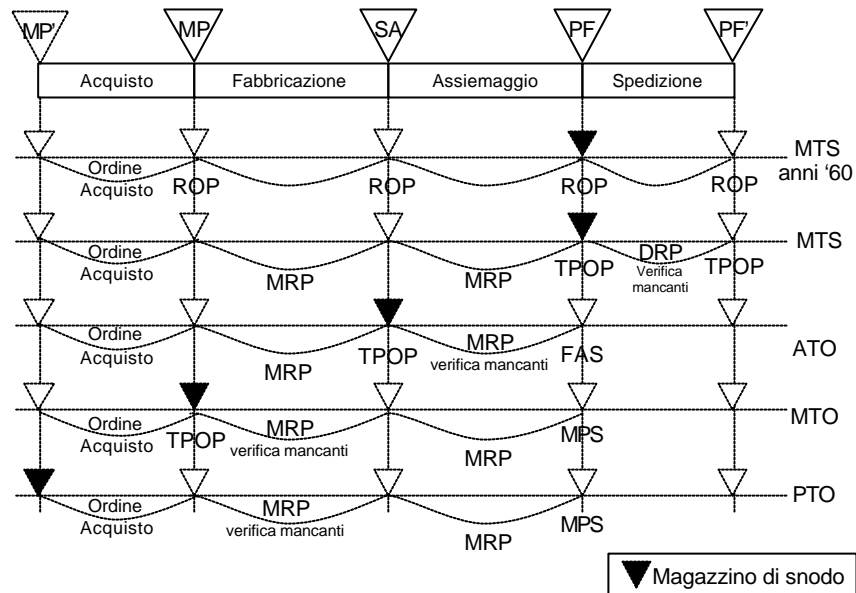 MP' MP SA PF PF'
Acquisto Fabbricazione Assiemaggio Spedizione
Ordine
Acquisto
ROP ROP ROP ROP
MTS
anni '60
Ordine
Acquisto
MRP MRP TPOP
DRP
Verifica
mancanti
TPOP
MTS
Ordine
Acquisto
MRP TPOP
MRP
verifica mancanti
FAS
ATO
Ordine
Acquisto
TPOP
MRP
verifica mancanti
MRP
MPS
MTO
Ordine
Acquisto
MRP
verifica mancanti
MRP
MPS
PTO
Magazzino di snodo